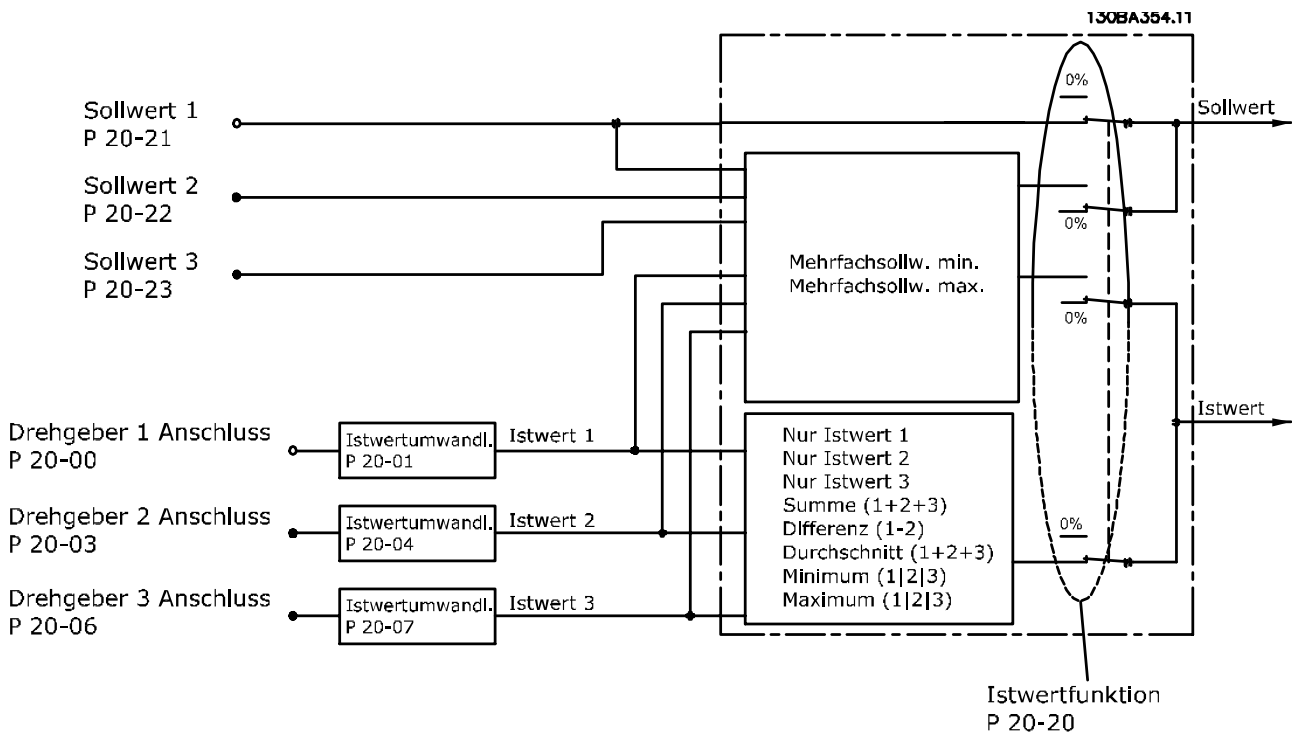 130BA354.11
0%
Sollwert 1
P 20-21
Sollwert
Sollwert 2
P 20-22
0%
Sollwert 3
P 20-23
Mehrfachsollw. min.
Mehrfachsollw. max.
0%
Istwert
Drehgeber 1 Anschluss
P 20-00
Istwertumwandl.
P 20-01
Istwert 1
Drehgeber 2 Anschluss
P 20-03
Istwertumwandl.
P 20-04
Istwert 2
Drehgeber 3 Anschluss
P 20-06
Istwertumwandl.
P 20-07
Istwert 3
Nur Istwert 1
Nur Istwert 2
Nur Istwert 3
Summe (1+2+3)
Differenz (1-2)
Durchschnitt (1+2+3)
Minimum (1|2|3)
Maximum (1|2|3)
0%
Istwertfunktion
P 20-20